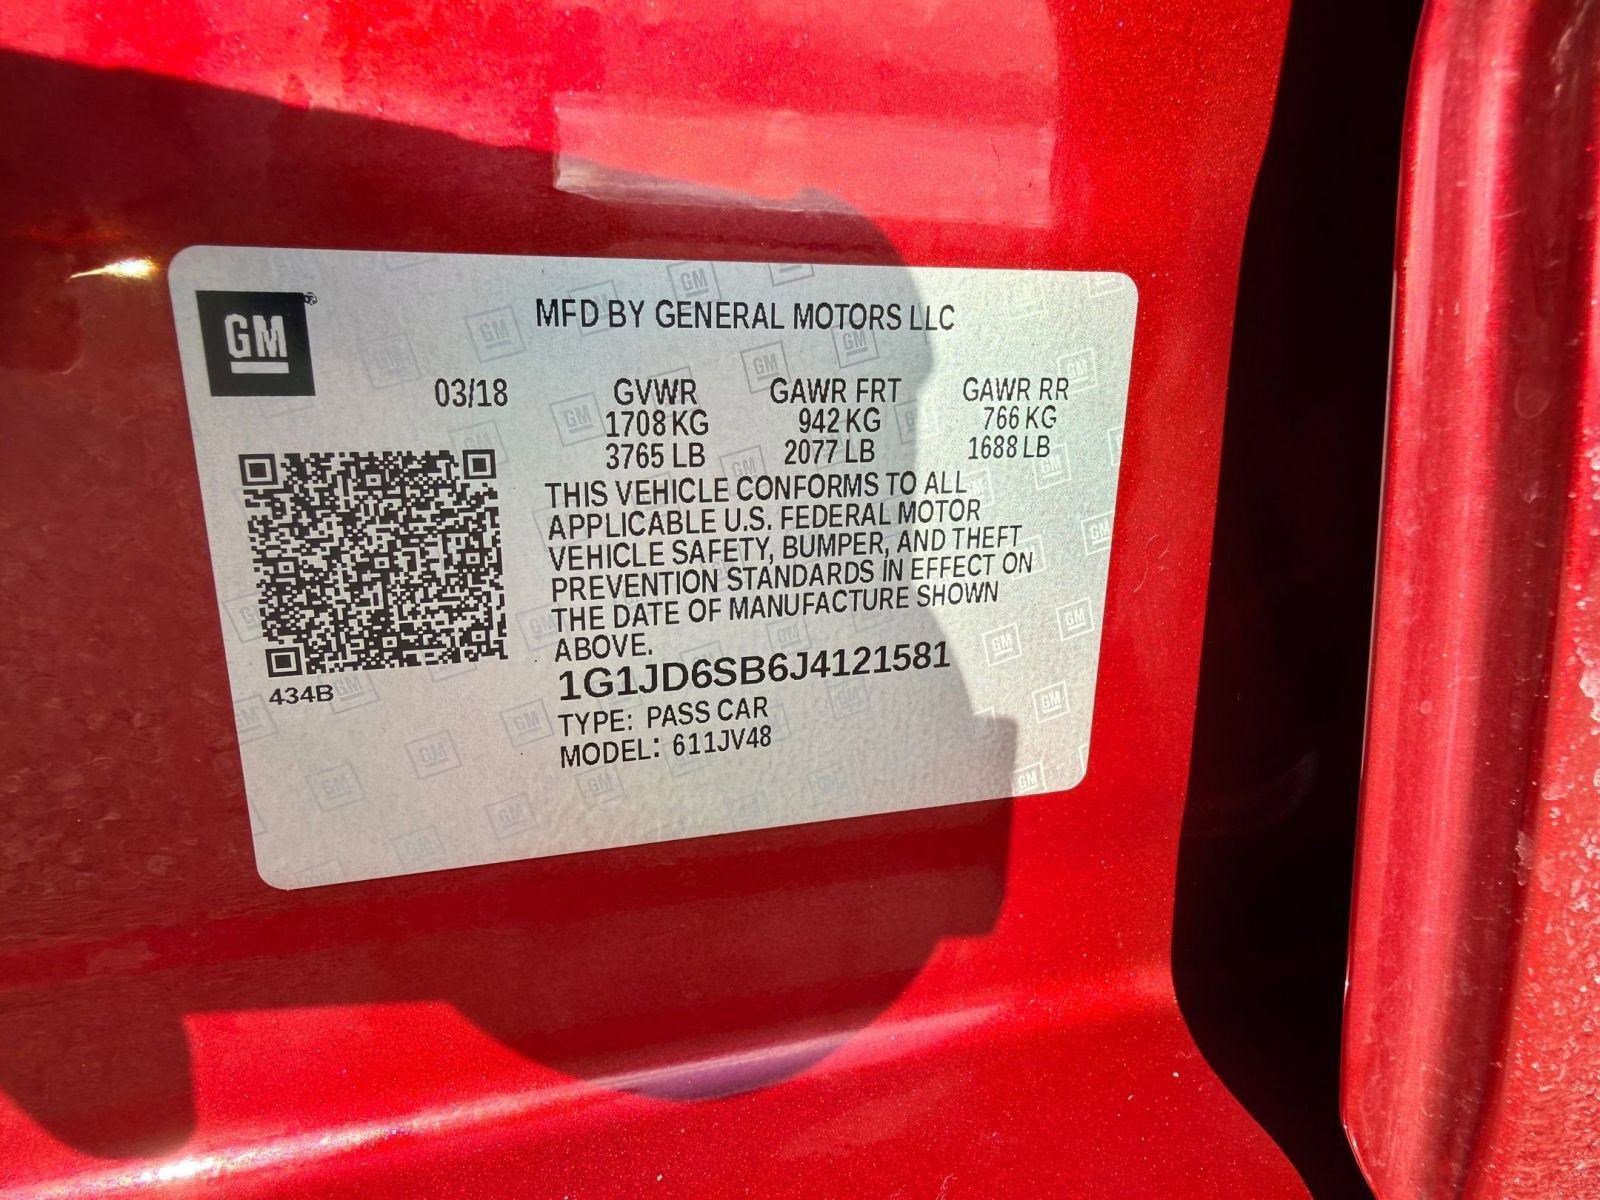 GM
MFD BY GENERAL MOTORS LLC
03/18 GVWR GAWR FRT GAWR RR
1708 KG 942 KG 766 KG
3765 LB 2077 LB 1688 LB
THIS VEHICLE CONFORMS TO ALL
APPLICABLE U.S. FEDERAL MOTOR
VEHICLE SAFETY, BUMPER, AND THEFT
PREVENTION STANDARDS IN EFFECT ON
THE DATE OF MANUFACTURE SHOWN
ABOVE.
1G1JD6SB6J4121581
434B
TYPE: PASS CAR
MODEL: 611JV48